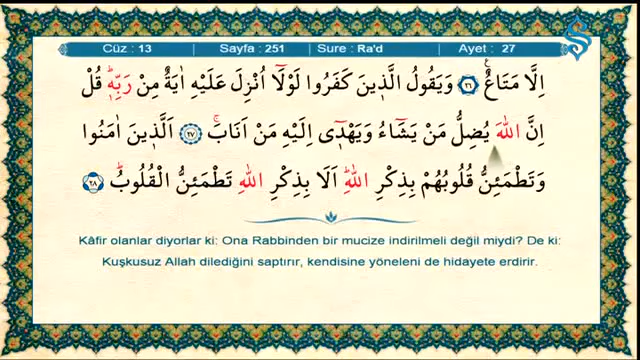 Cüz : 13 Sayfa : 251 Sure : Ra'd Ayet : 27
اِلَّا مَتَاعٌ۟ ﴿٢٦﴾ وَيَقُولُ الَّذ۪ينَ كَفَرُوا لَوْلَٓا اُنْزِلَ عَلَيْهِ اٰيَةٌ مِنْ رَبِّه۪ۜ قُلْ
اِنَّ اللّٰهَ يُضِلُّ مَنْ يَشَٓاءُ وَيَهْد۪ٓي اِلَيْهِ مَنْ اَنَابَۚ ﴿٢٧﴾ اَلَّذ۪ينَ اٰمَنُوا
وَتَطْمَئِنُّ قُلُوبُهُمْ بِذِكْرِ اللّٰهِۜ اَلَا بِذِكْرِ اللّٰهِ تَطْمَئِنُّ الْقُلُوبُۜ ﴿٢٨﴾
Kâfir olanlar diyorlar ki: Ona Rabbinden bir mucize indirilmeli değil miydi? De ki:
Kuşkusuz Allah dilediğini saptırır, kendisine yöneleni de hidayete erdirir.